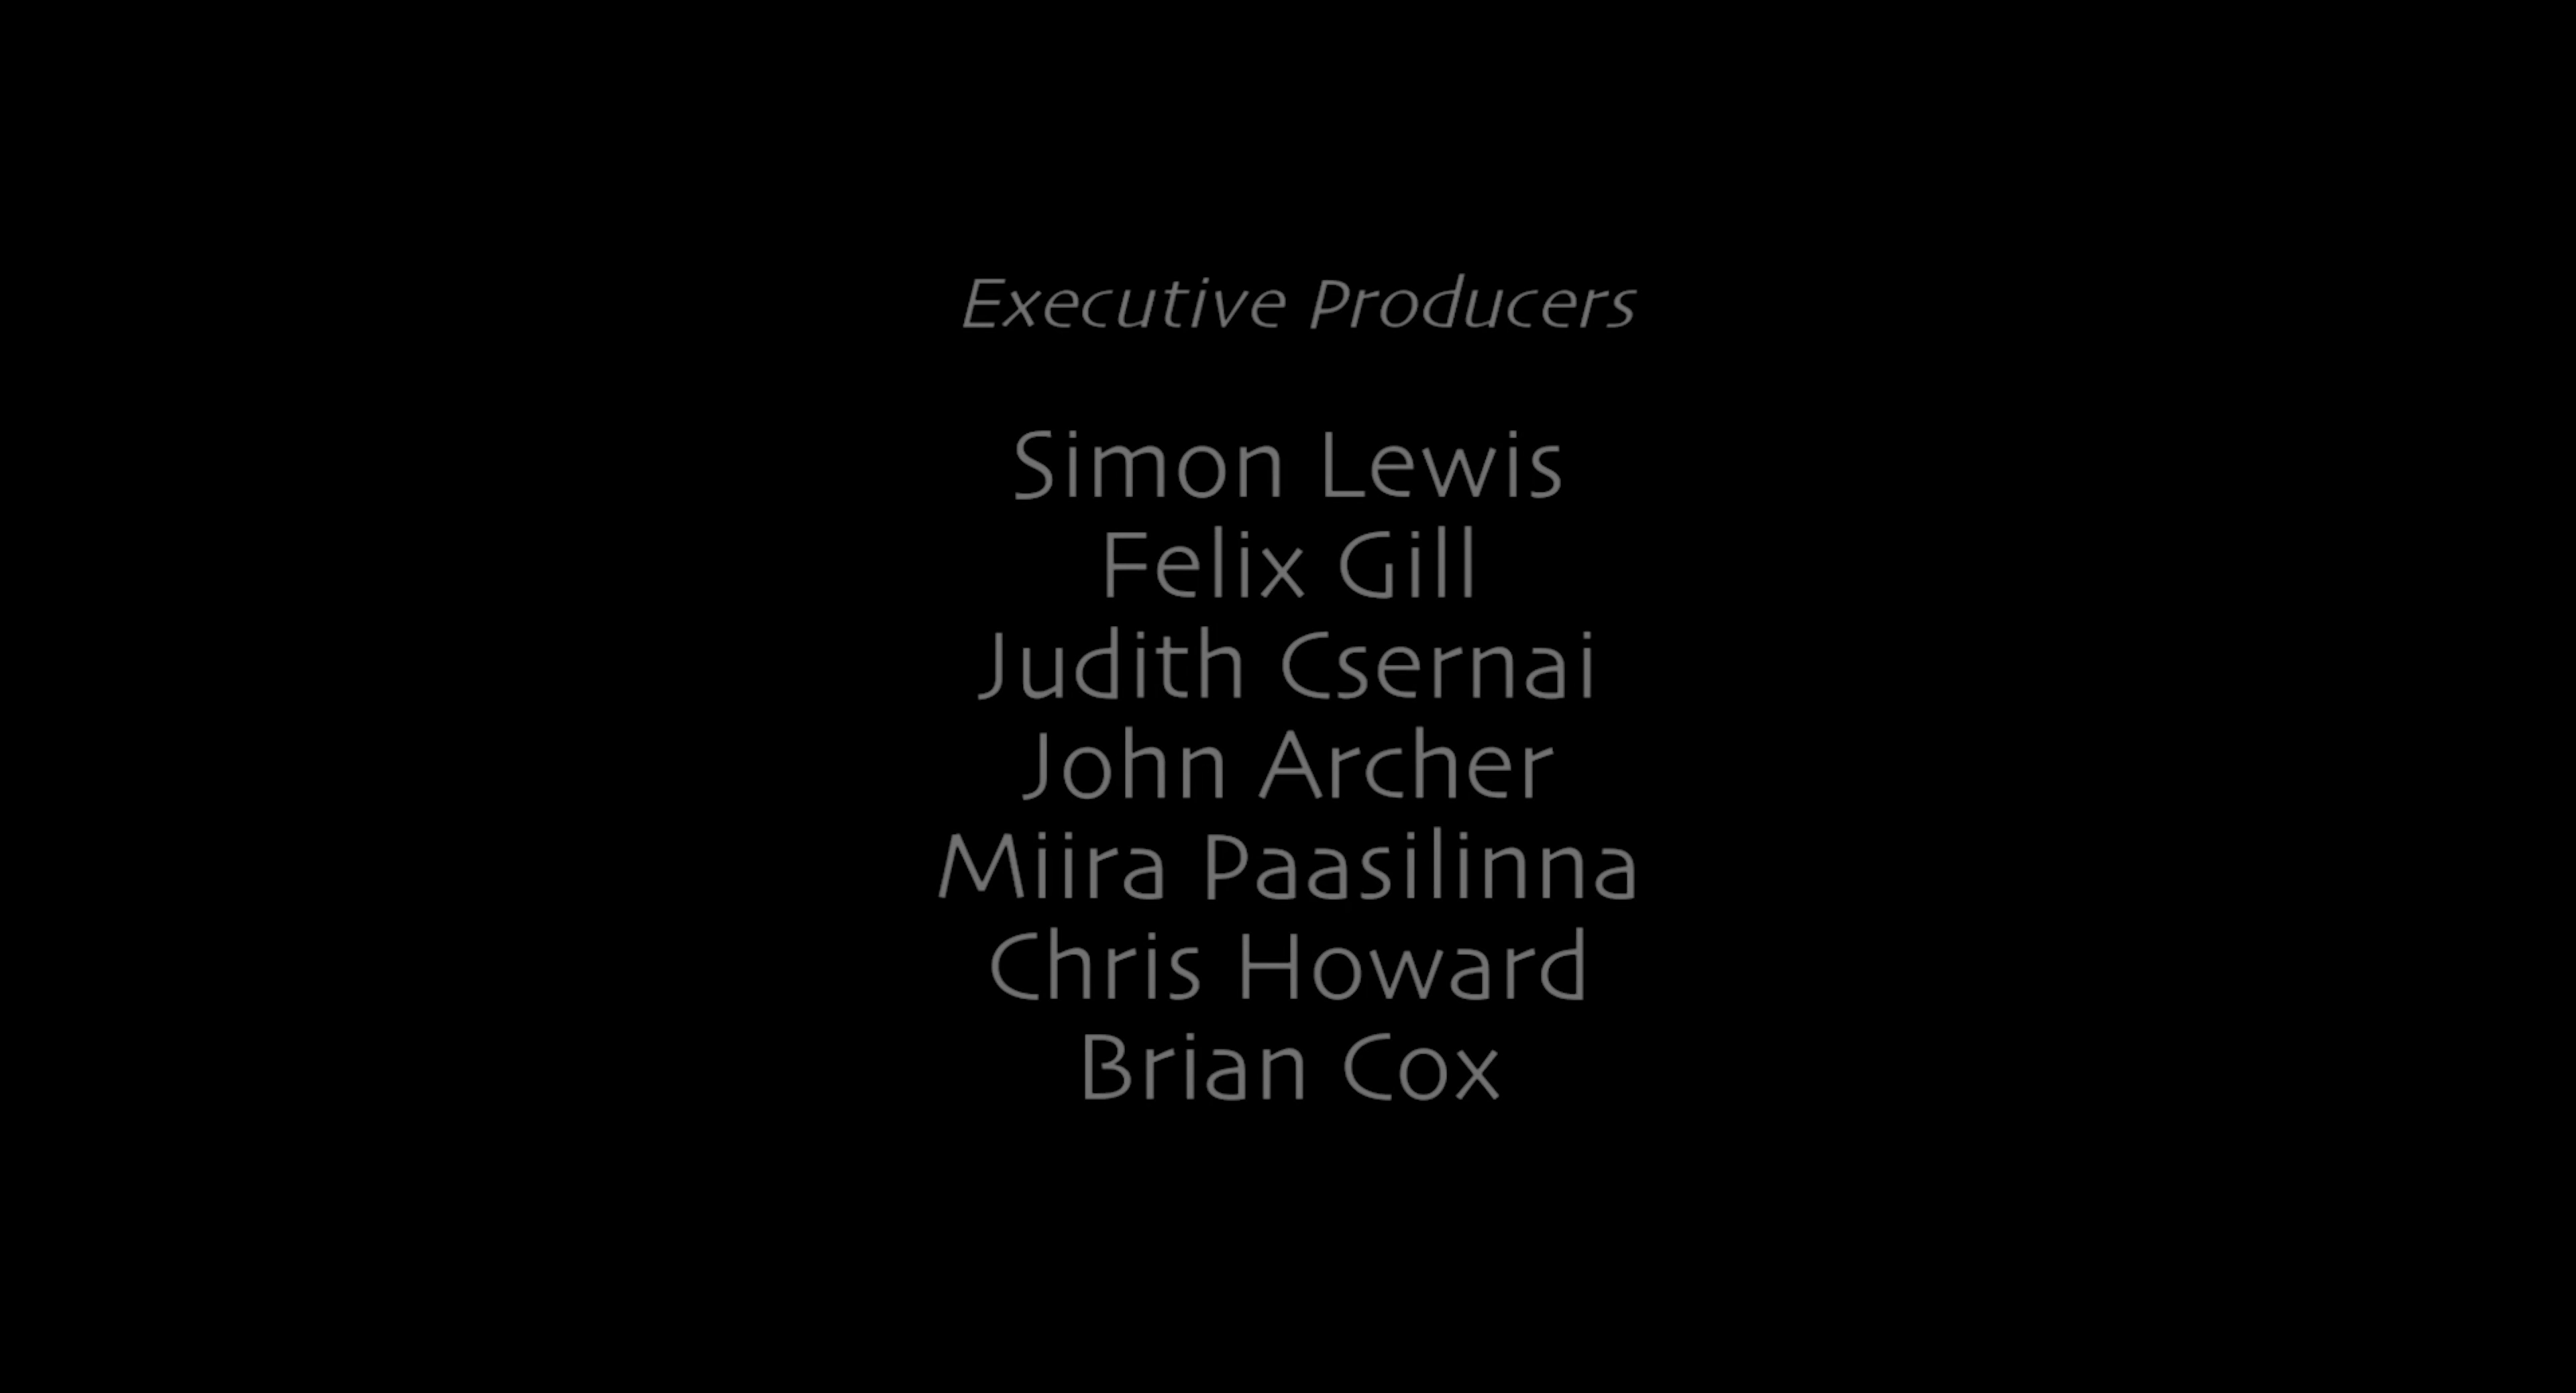 Executive Producers
Simon Lewis
Felix Gill
Judith Csernai
John Archer
Miira Paasilinna
Chris Howard
Brian Cox